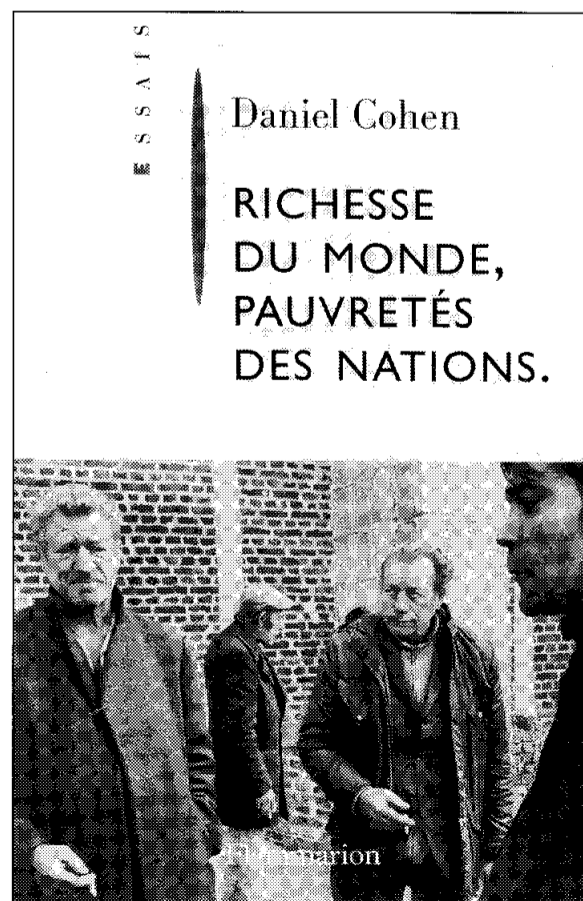 ESSAIS
Daniel Cohen
RICHESSE
DU MONDE,
PAUVRETÉS
DES NATIONS.
Flammarion